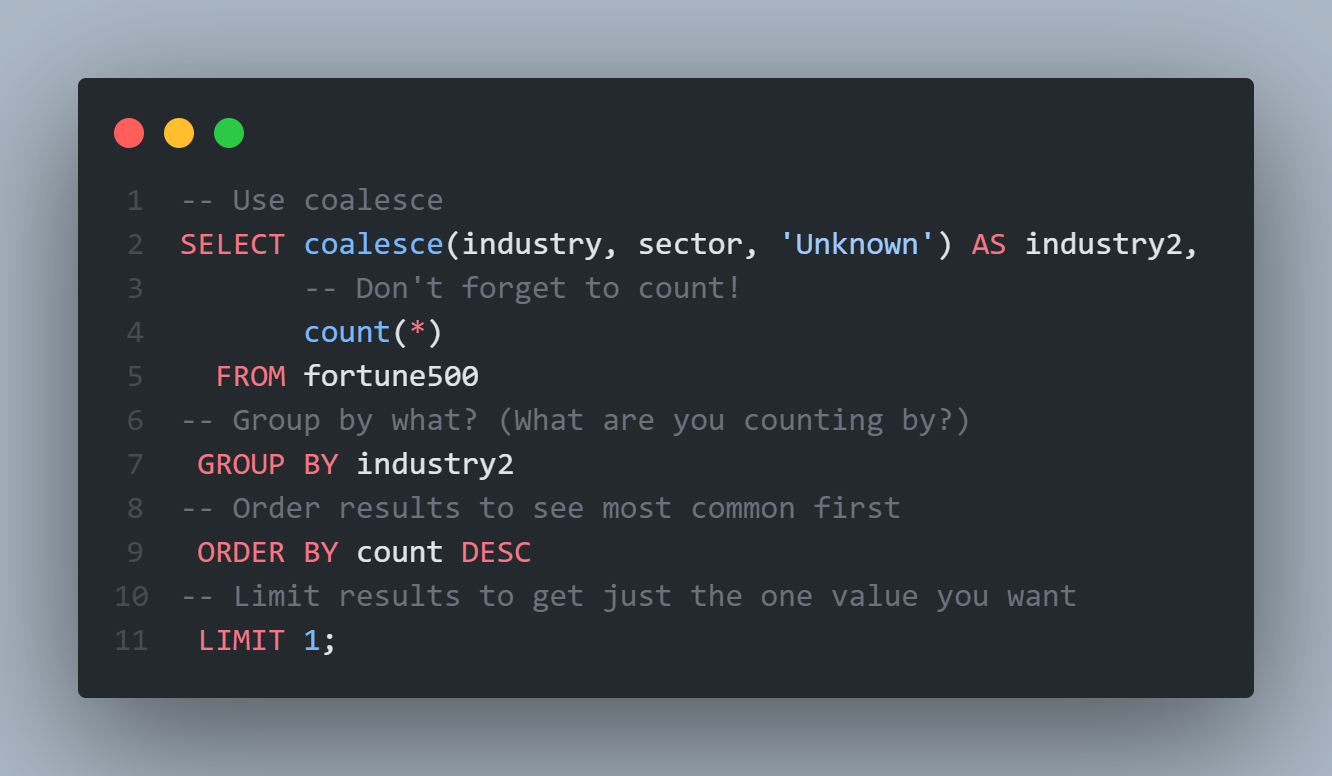 1 -- Use coalesce
2 SELECT coalesce(industry, sector, 'Unknown') AS industry2,
3        -- Don't forget to count!
4        count(*)
5   FROM fortune500
6 -- Group by what? (What are you counting by?)
7  GROUP BY industry2
8 -- Order results to see most common first
9  ORDER BY count DESC
10 -- Limit results to get just the one value you want
11  LIMIT 1;